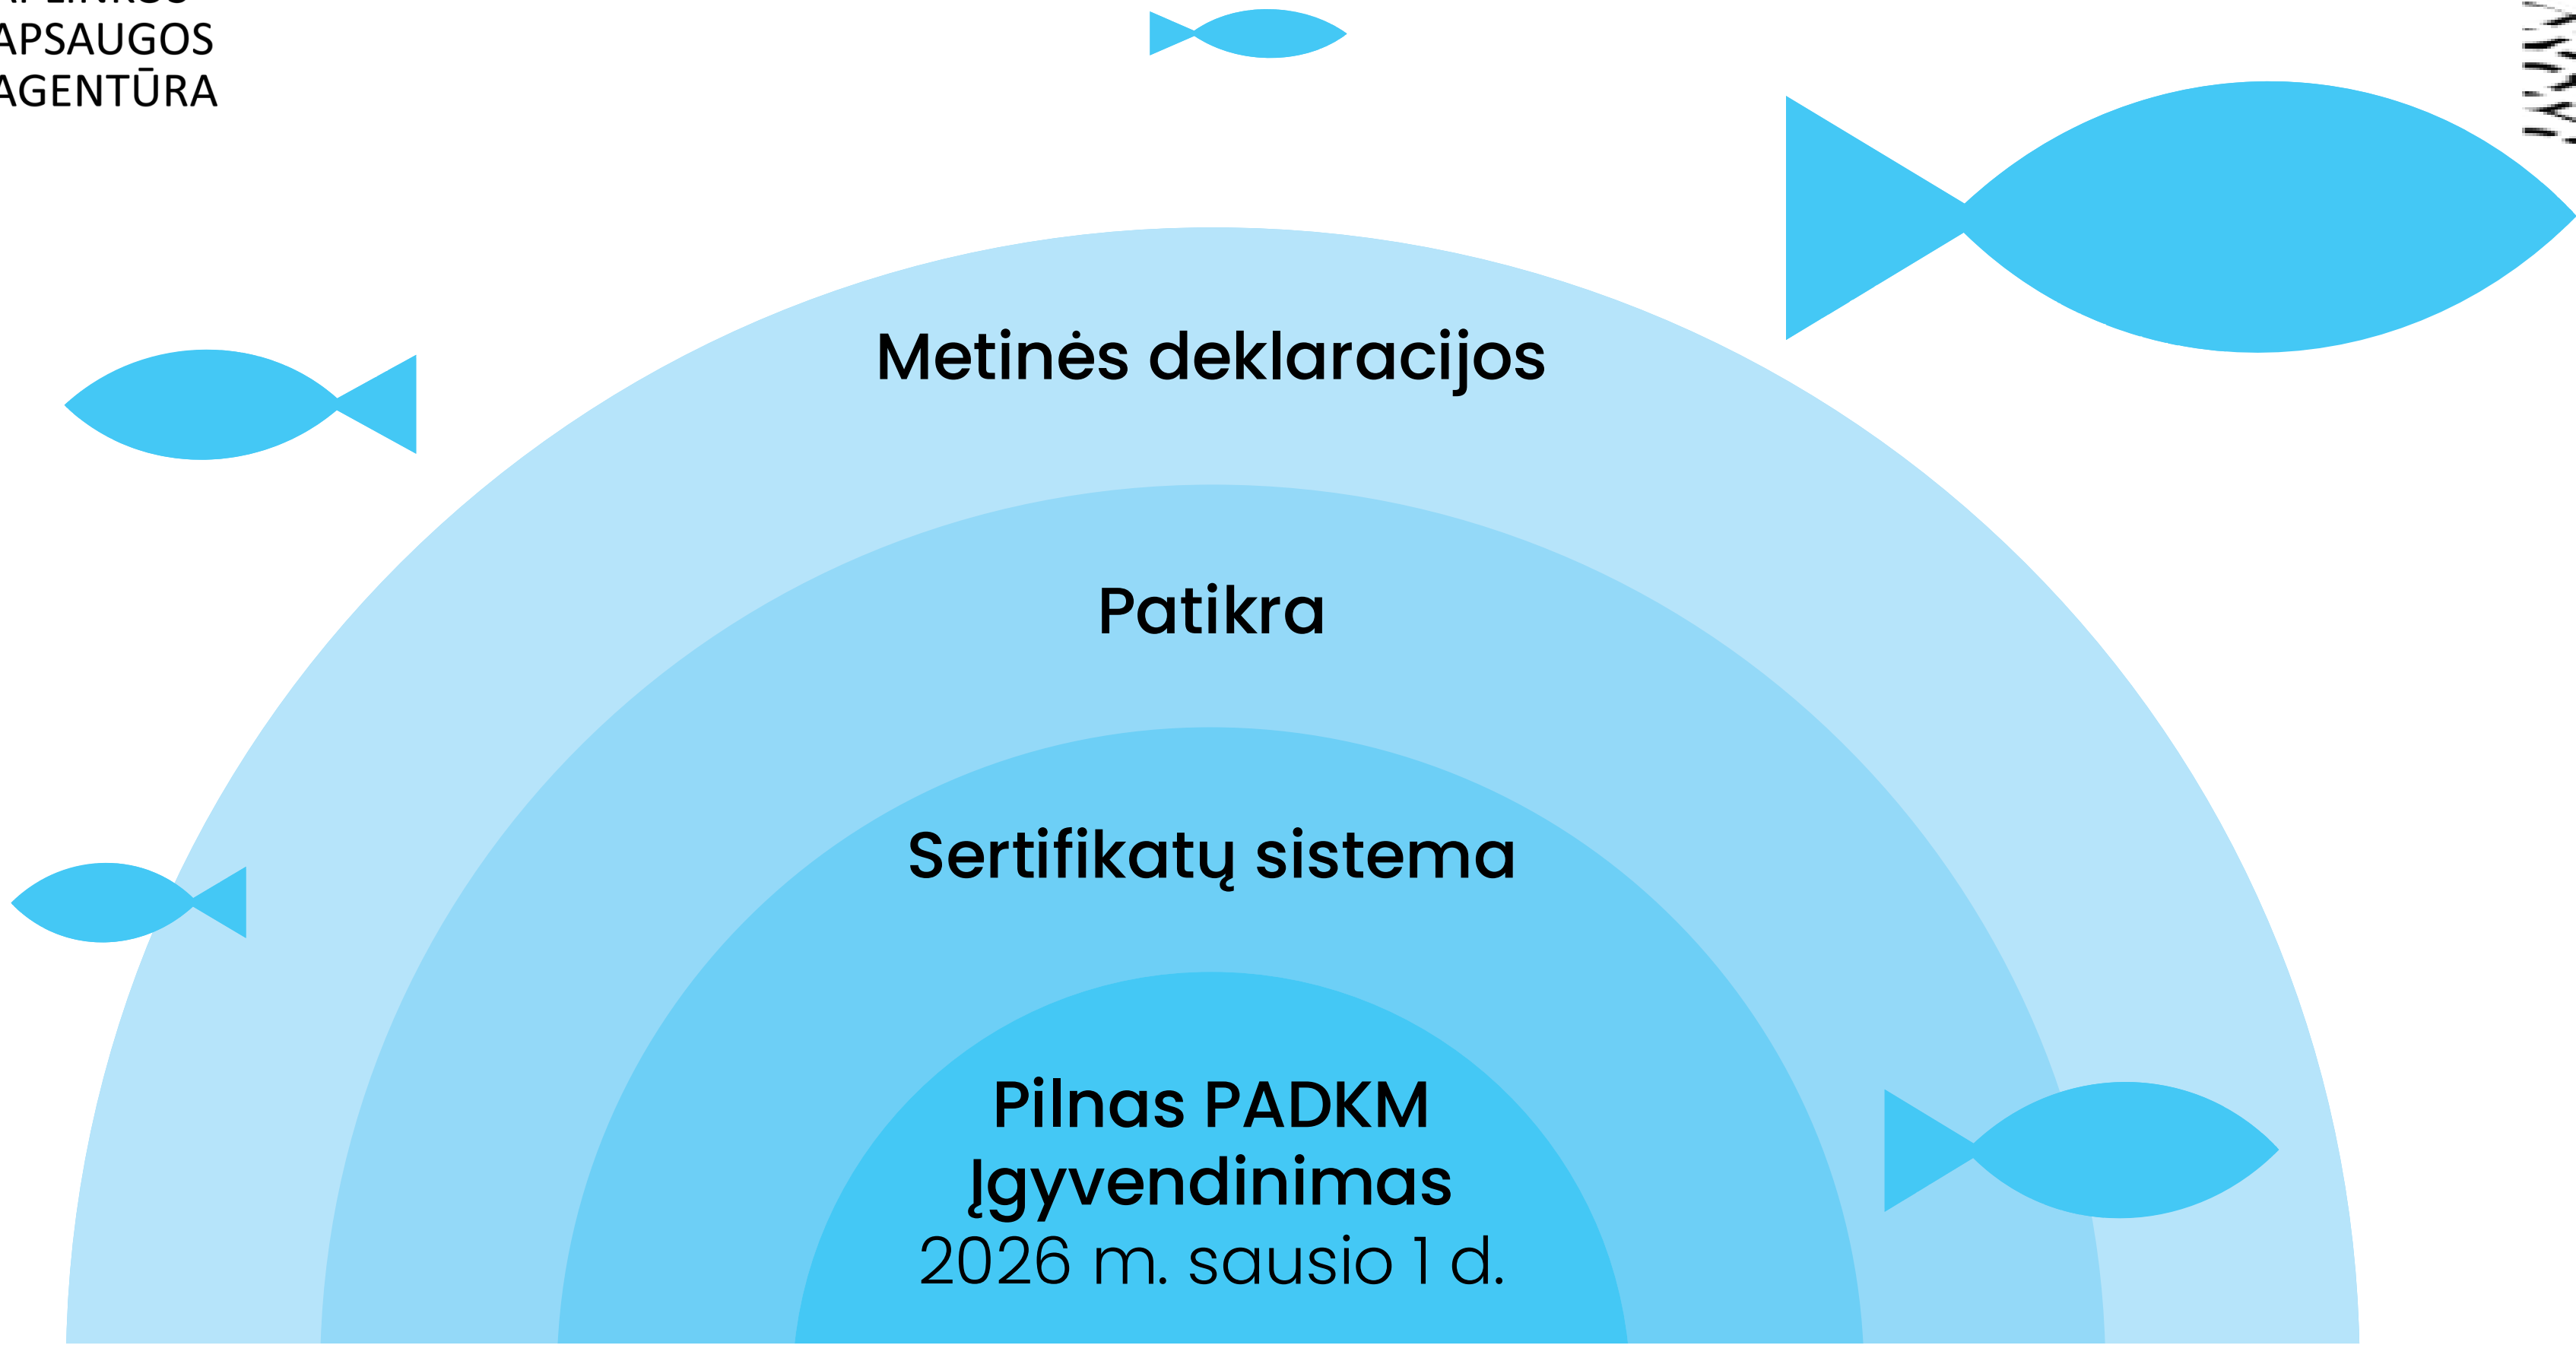 APSAUGOS
AGENTŪRA
Metinės deklaracijos
Patikra
Sertifikatų sistema
Pilnas PADKM
Įgyvendinimas
2026 m. sausio 1 d.